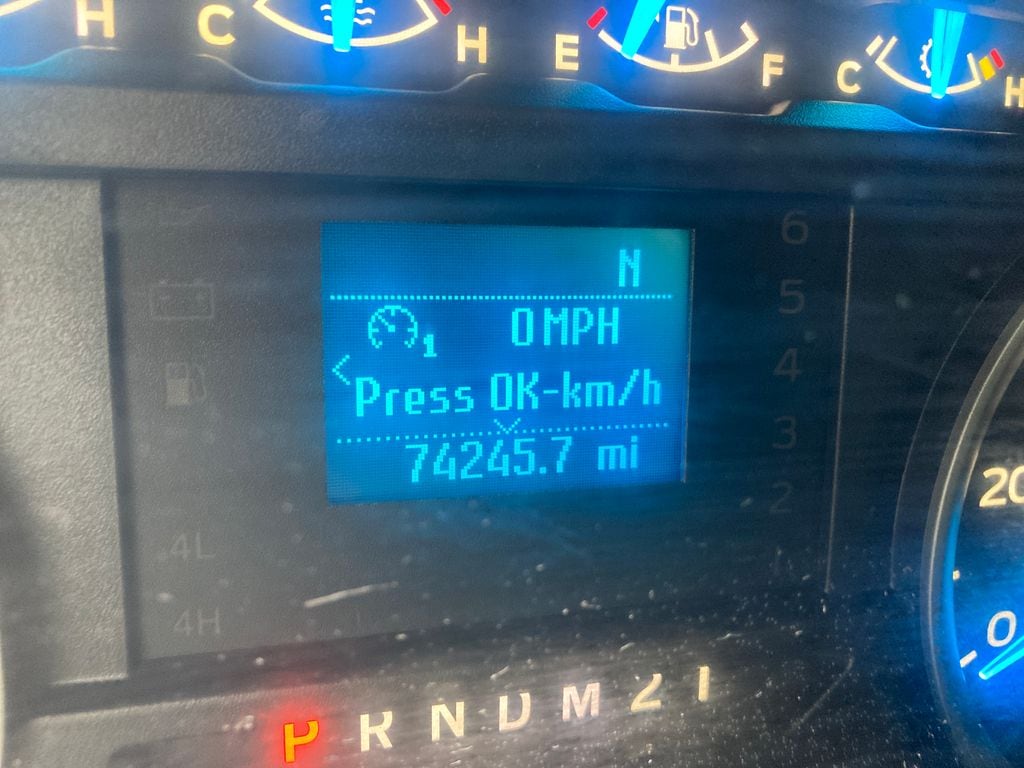 H C H E F C H
N
6
0 MPH
1
5
4
< Press OK-km/h
3
74245.7 mi
2
20
4L
4H
0
P R N D M 2 1